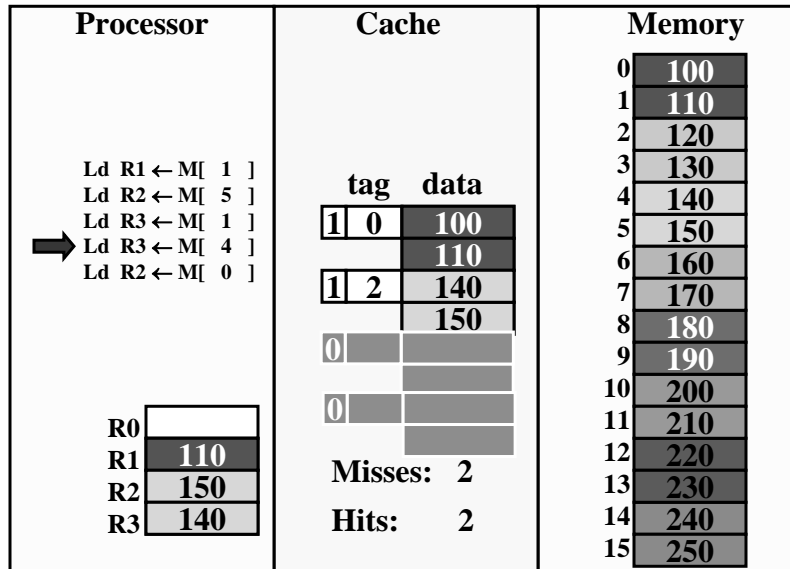 Processor
Ld R1 ← M[ 1 ]
Ld R2 ← M[ 5 ]
Ld R3 ← M[ 1 ]
Ld R3 ← M[ 4 ]
Ld R2 ← M[ 0 ]
R0
R1 110
R2 150
R3 140
Cache
tag data
1 0 100
110
1 2 140
150
0
0
Misses: 2
Hits: 2
Memory
0 100
1 110
2 120
3 130
4 140
5 150
6 160
7 170
8 180
9 190
10 200
11 210
12 220
13 230
14 240
15 250